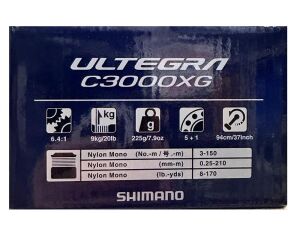 ULTEGRA
C3000XG
kg
g
6.4:1 9kg/20lb 225g/7.9oz 5 + 1 94cm/37inch
Nylon Mono (No.-m / 号.-m) 3-150
Nylon Mono (mm-m) 0.25-210
Nylon Mono (lb.-yds) 8-170
SHIMANO